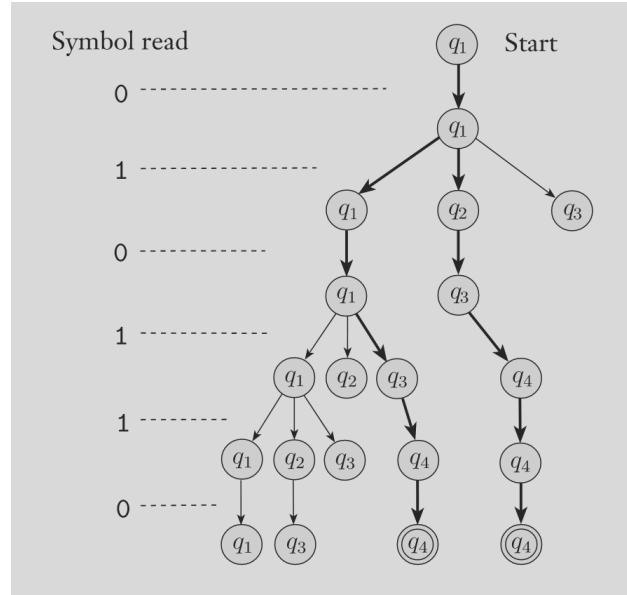 Symbol read q₁ Start
0
q₁
1
q₁ q₂ q₃
0
q₁ q₃
1
q₁ q₂ q₃ q₄
1
q₁ q₂ q₃ q₄ q₄
0
q₁ q₃ q₄ q₄